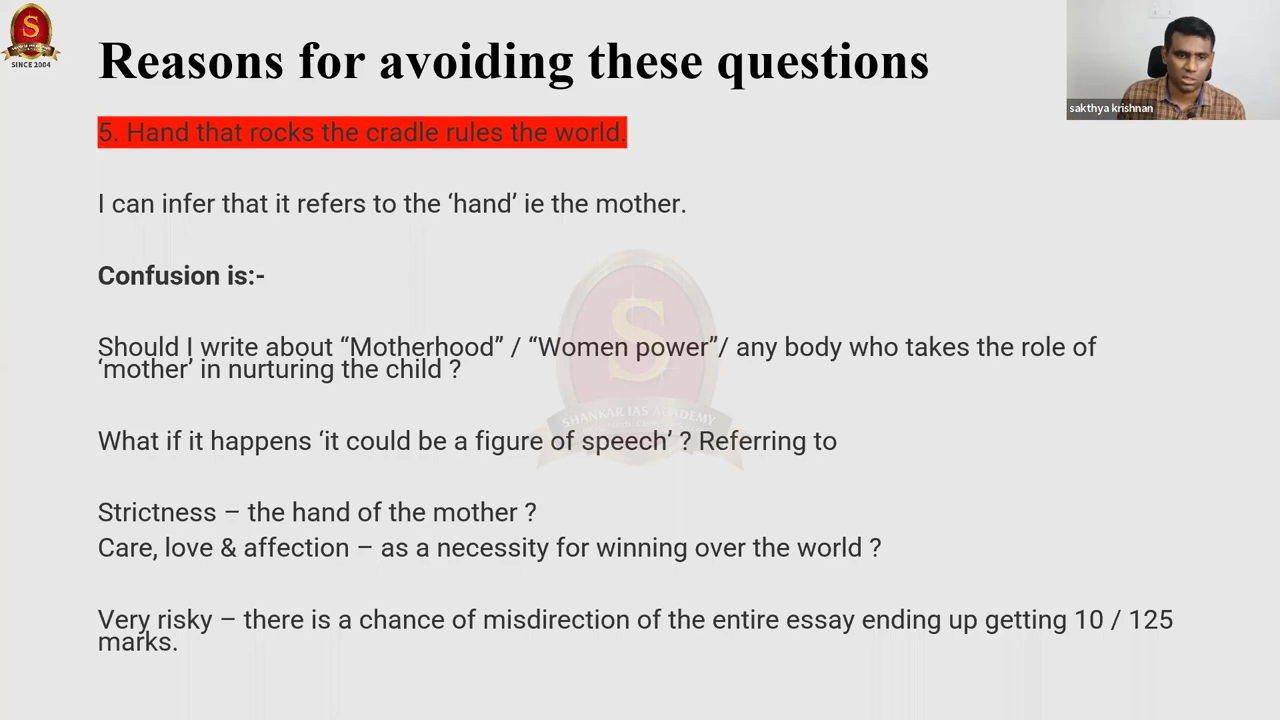 S
SINCE 2004
Reasons for avoiding these questions
sakthya krishnan
5. Hand that rocks the cradle rules the world.
I can infer that it refers to the ‘hand’ ie the mother.
Confusion is:-
Should I write about “Motherhood” / “Women power”/ any body who takes the role of
‘mother’ in nurturing the child ?
What if it happens ‘it could be a figure of speech’ ? Referring to
Strictness – the hand of the mother ?
Care, love & affection – as a necessity for winning over the world ?
Very risky – there is a chance of misdirection of the entire essay ending up getting 10 / 125
marks.
S
SHANKAR IAS ACADEMY